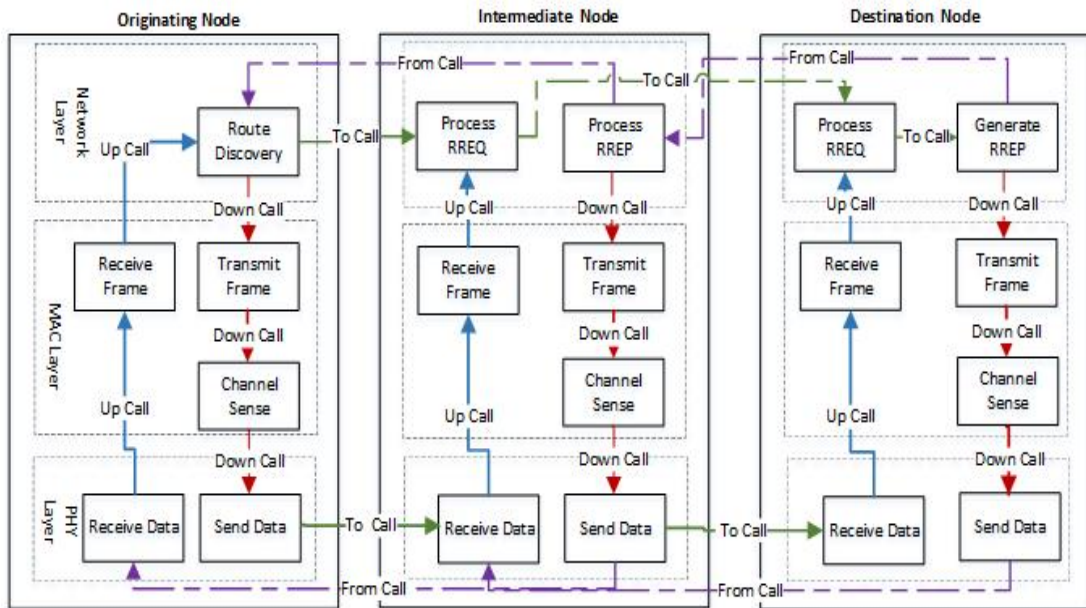 Originating Node
Intermediate Node
Destination Node
Network
Layer
From Call
From Call
To Call
Route
Discovery
To Call
Process
RREQ
Process
RREP
Process
RREQ
To Call
Generate
RREP
Up Call
Down Call
Up Call
Down Call
Up Call
Down Call
MAC Layer
Receive
Frame
Transmit
Frame
Receive
Frame
Transmit
Frame
Receive
Frame
Transmit
Frame
Down Call
Down Call
Down Call
Channel
Sense
Channel
Sense
Channel
Sense
Up Call
Up Call
Up Call
Down Call
Down Call
Down Call
PHY
Layer
Receive Data
Send Data
To Call
Receive Data
Send Data
To Call
Receive Data
Send Data
From Call
From Call